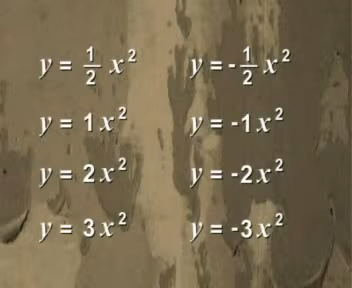 y = 1/2 x² y = -1/2 x²
y = 1x² y = -1x²
y = 2x² y = -2x²
y = 3x² y = -3x²